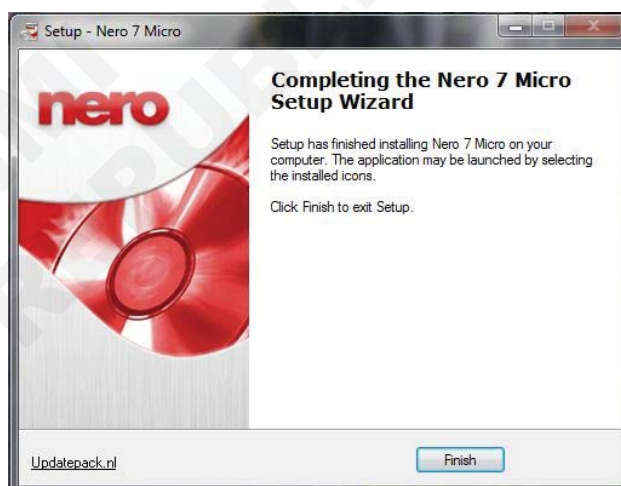 Setup - Nero 7 Micro
nero
Completing the Nero 7 Micro
Setup Wizard
Setup has finished installing Nero 7 Micro on your
computer. The application may be launched by selecting
the installed icons.
Click Finish to exit Setup.
Updatepack.nl
Finish